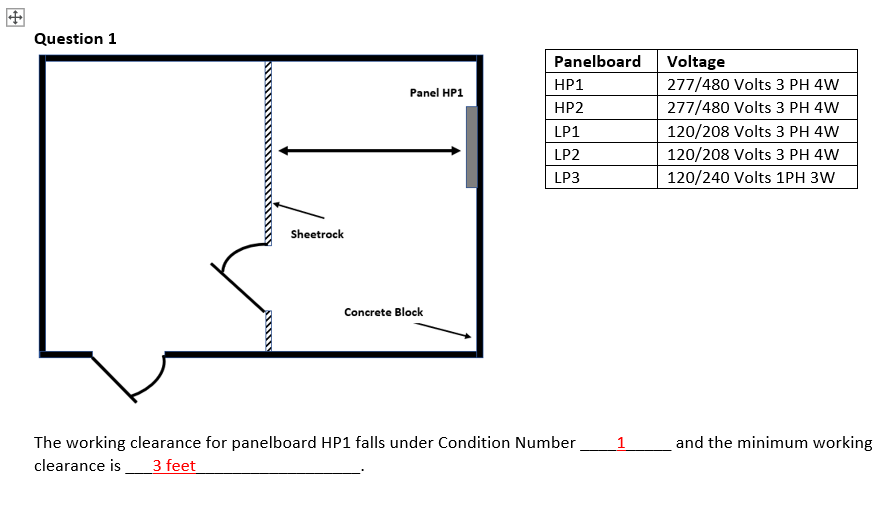 Question 1
Panel HP1
Sheetrock
Concrete Block
Panelboard Voltage
HP1 277/480 Volts 3 PH 4W
HP2 277/480 Volts 3 PH 4W
LP1 120/208 Volts 3 PH 4W
LP2 120/208 Volts 3 PH 4W
LP3 120/240 Volts 1PH 3W
The working clearance for panelboard HP1 falls under Condition Number ____1_____ and the minimum working
clearance is ___3 feet__________________.